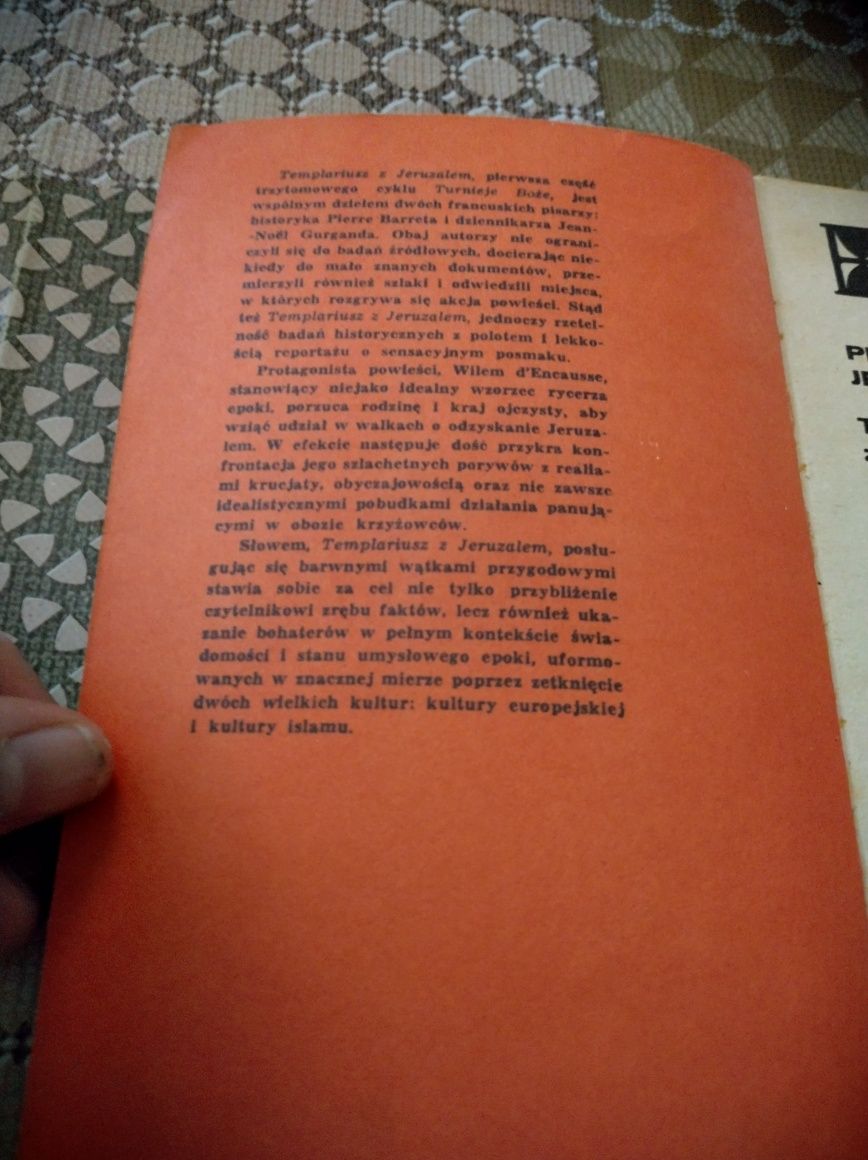 Templariusz z Jeruzalem, pierwsza część
trzytomowego cyklu Turnieje Boże, jest
wspólnym dziełem dwóch francuskich pisarzy:
historyka Pierre Barreta i dziennikarza Jean-
-Noël Gurganda. Obaj autorzy nie ograni-
czyli się do badań źródłowych, docierając nie-
kiedy do mało znanych dokumentów, prze-
mierzyli również szlaki i odwiedzili miejsca,
w których rozgrywa się akcja powieści. Stąd
też Templariusz z Jeruzalem, jednoczy rzetel-
ność badań historycznych z polotem i lekko-
ścią reportażu o sensacyjnym posmaku.
Protagonista powieści, Wilem d'Encausse,
stanowiący niejako idealny wzorzec rycerza
epoki, porzuca rodzinę i kraj ojczysty, aby
wziąć udział w walkach o odzyskanie Jeruza-
lem. W efekcie następuje dość przykra kon-
frontacja jego szlachetnych porywów z realia-
mi krucjaty, obyczajowością oraz nie zawsze
idealistycznymi pobudkami działania panują-
cymi w obozie krzyżowców.
Słowem, Templariusz z Jeruzalem, posłu-
gując się barwnymi wątkami przygodowymi
stawia sobie za cel nie tylko przybliżenie
czytelnikowi zrębu faktów, lecz również uka-
zanie bohaterów w pełnym kontekście świa-
domości i stanu umysłowego epoki, uformo-
wanych w znacznej mierze poprzez zetknięcie
dwóch wielkich kultur: kultury europejskiej
i kultury islamu.